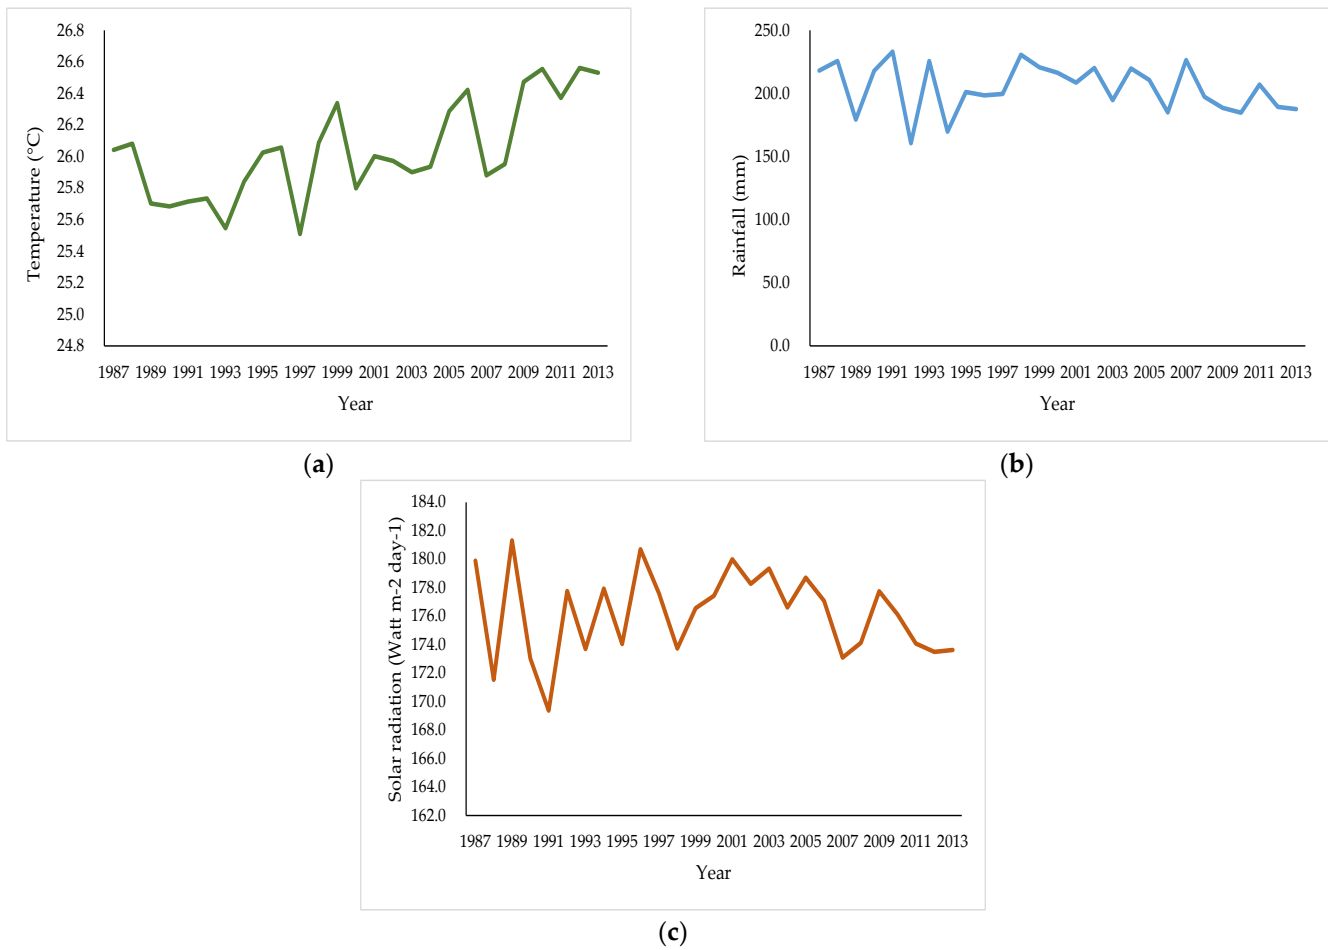 26.8
26.6
26.4
26.2
26.0
25.8
25.6
25.4
25.2
25.0
24.8
Temperature (°C)
1987 1989 1991 1993 1995 1997 1999 2001 2003 2005 2007 2009 2011 2013
Year
(a)
250.0
200.0
150.0
100.0
50.0
0.0
Rainfall (mm)
1987 1989 1991 1993 1995 1997 1999 2001 2003 2005 2007 2009 2011 2013
Year
(b)
184.0
182.0
180.0
178.0
176.0
174.0
172.0
170.0
168.0
166.0
164.0
162.0
Solar radiation (Watt m-2 day-1)
1987 1989 1991 1993 1995 1997 1999 2001 2003 2005 2007 2009 2011 2013
Year
(c)